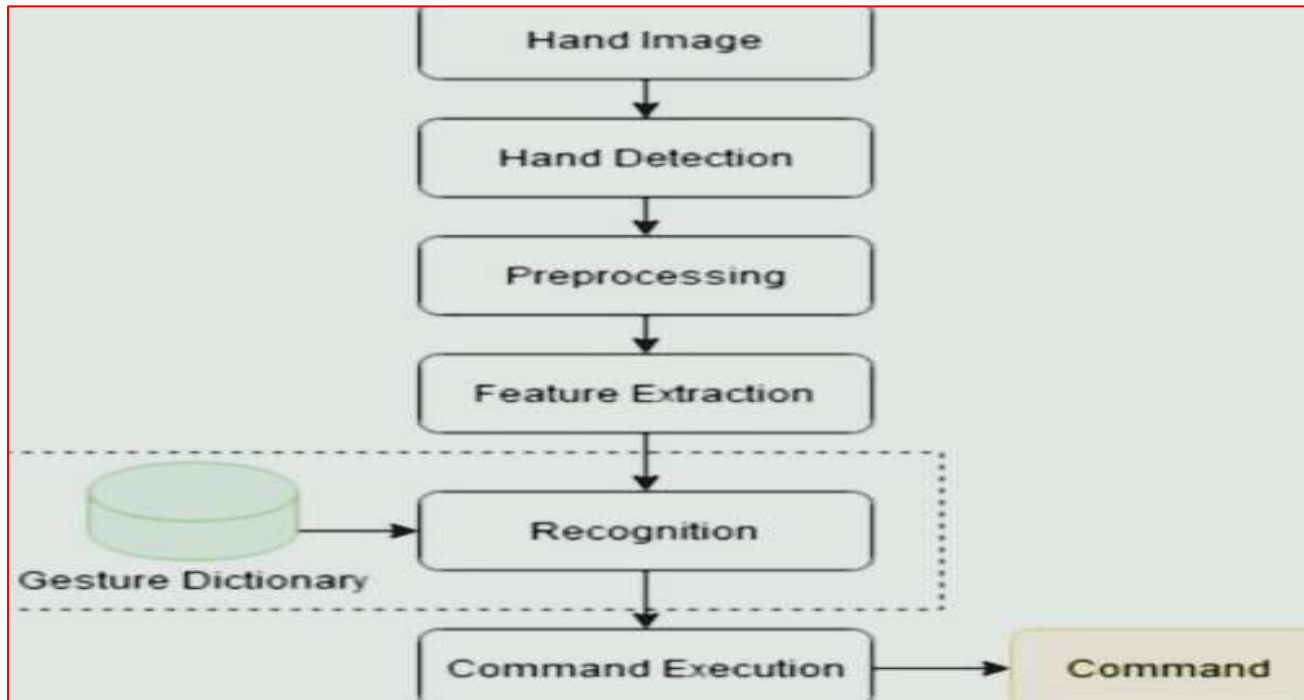 Hand Image
Hand Detection
Preprocessing
Feature Extraction
Recognition
Gesture Dictionary
Command Execution
Command